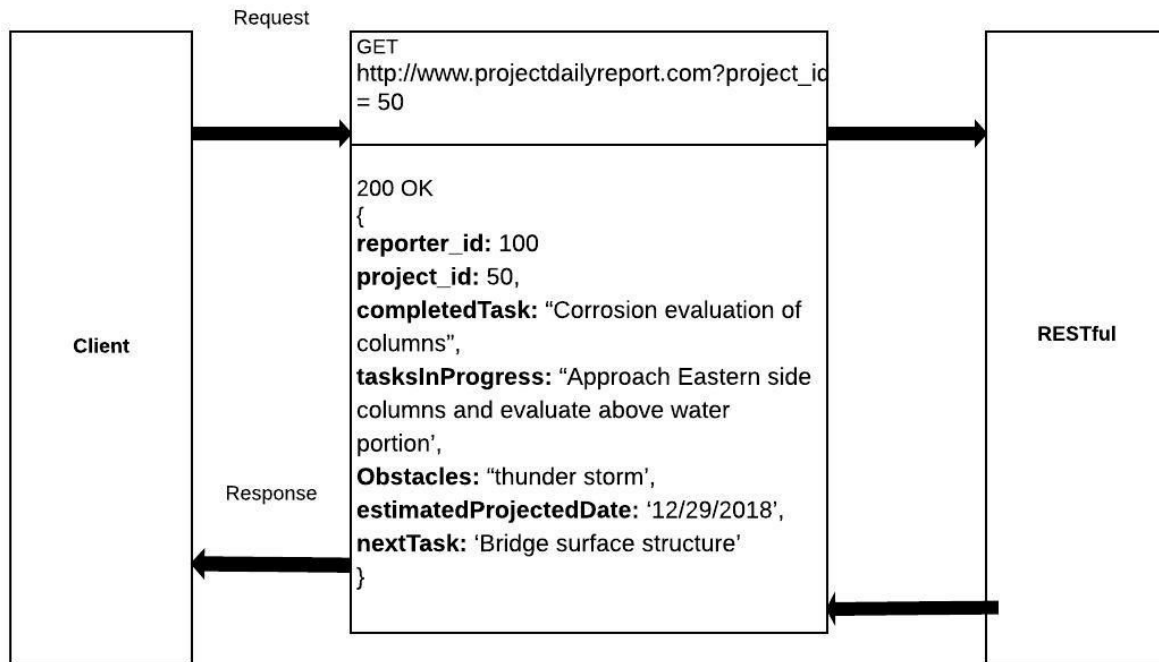 Request
GET
http://www.projectdailyreport.com?project_id
= 50
200 OK
{
reporter_id: 100
project_id: 50,
completedTask: “Corrosion evaluation of
columns”,
tasksInProgress: “Approach Eastern side
columns and evaluate above water
portion’,
Obstacles: “thunder storm’,
estimatedProjectedDate: ‘12/29/2018’,
nextTask: ‘Bridge surface structure’
}
Client
RESTful
Response